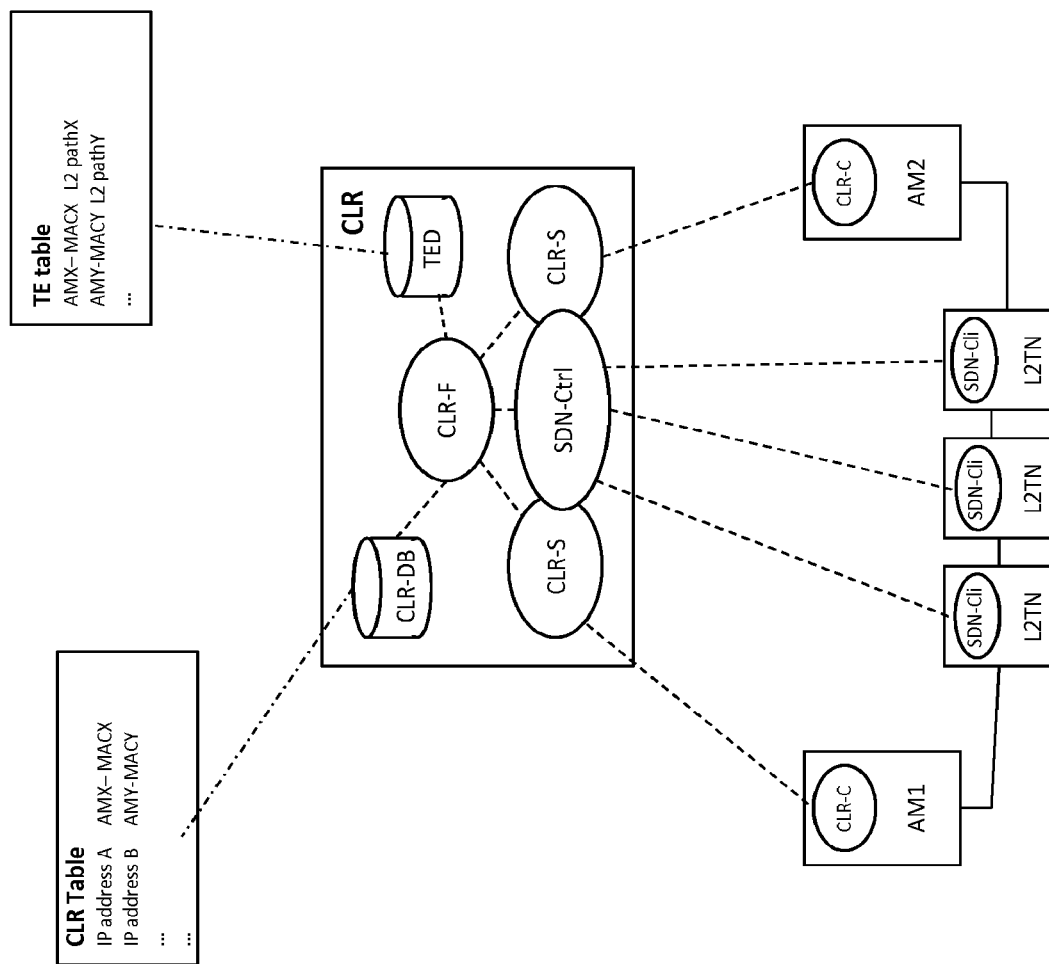 CLR Table
IP address A AMX– MACX
IP address B AMY-MACY
...
...
TE table
AMX– MACX L2 pathX
AMY-MACY L2 pathY
...
CLR
CLR-DB
TED
CLR-F
CLR-S
SDN-Ctrl
CLR-S
CLR-C
AM1
SDN-Cli
L2TN
SDN-Cli
L2TN
SDN-Cli
L2TN
CLR-C
AM2